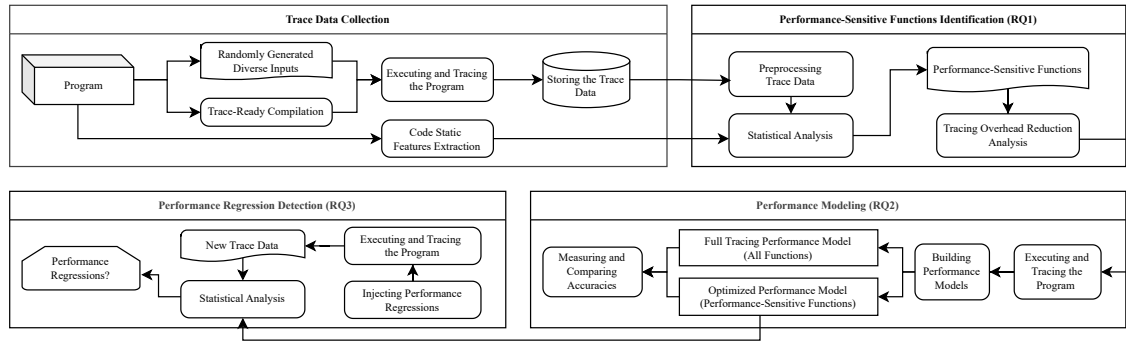 Trace Data Collection
Program
Randomly Generated
Diverse Inputs
Trace-Ready Compilation
Executing and Tracing
the Program
Storing the Trace
Data
Code Static
Features Extraction
Performance-Sensitive Functions Identification (RQ1)
Preprocessing
Trace Data
Statistical Analysis
Performance-Sensitive Functions
Tracing Overhead Reduction
Analysis
Performance Regression Detection (RQ3)
Performance
Regressions?
New Trace Data
Statistical Analysis
Executing and Tracing
the Program
Injecting Performance
Regressions
Performance Modeling (RQ2)
Measuring and
Comparing
Accuracies
Full Tracing Performance Model
(All Functions)
Optimized Performance Model
(Performance-Sensitive Functions)
Building
Performance
Models
Executing and
Tracing the
Program